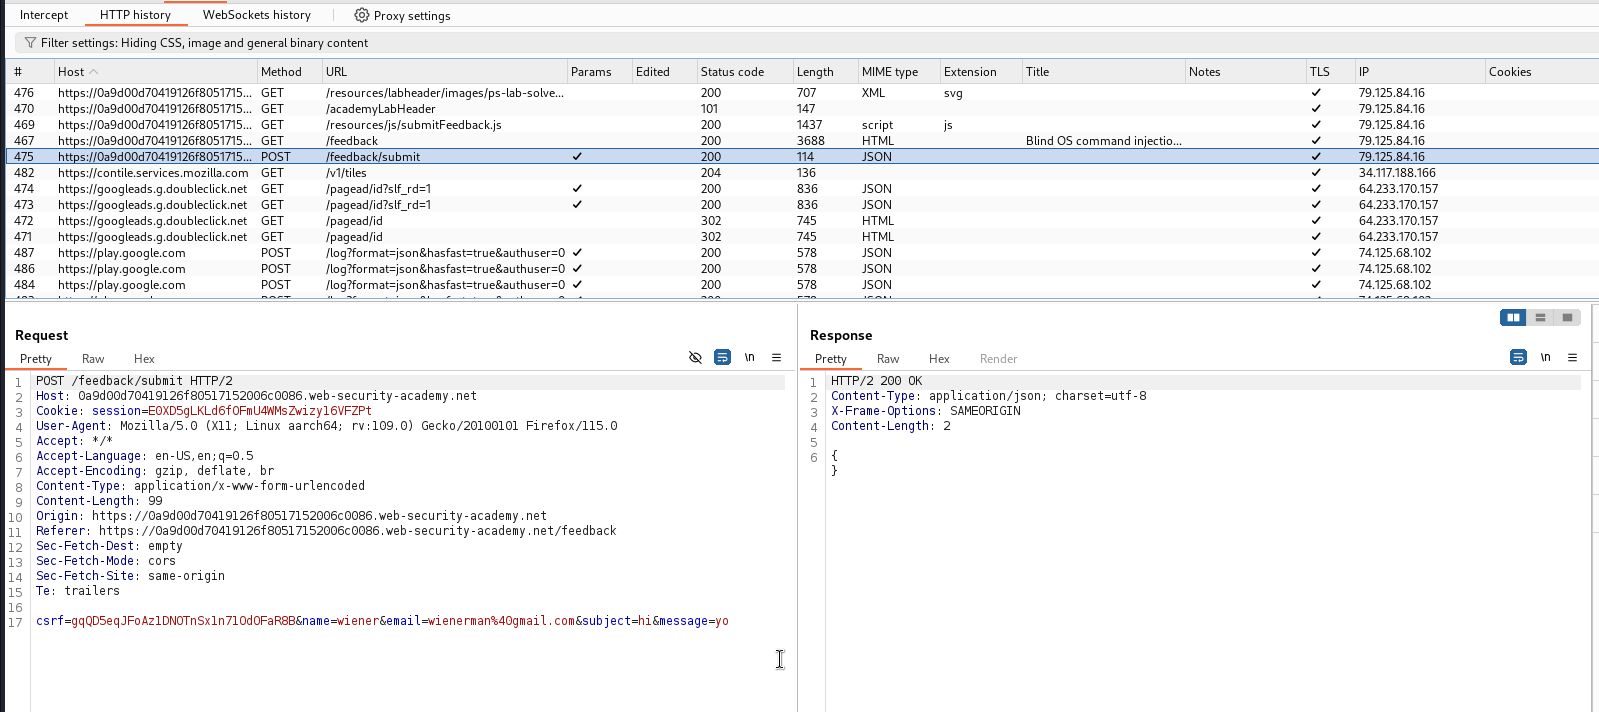 Intercept HTTP history WebSockets history Proxy settings
Filter settings: Hiding CSS, image and general binary content
# Host Method URL Params Edited Status code Length MIME type Extension Title Notes TLS IP Cookies
476 https://0a9d00d70419126f8051715... GET /resources/labheader/images/ps-lab-solve... 200 707 XML svg ✓ 79.125.84.16
470 https://0a9d00d70419126f8051715... GET /academyLabHeader 101 147 ✓ 79.125.84.16
469 https://0a9d00d70419126f8051715... GET /resources/js/submitFeedback.js 200 1437 script js ✓ 79.125.84.16
467 https://0a9d00d70419126f8051715... GET /feedback 200 3688 HTML Blind OS command injectio... ✓ 79.125.84.16
475 https://0a9d00d70419126f8051715... POST /feedback/submit ✓ 200 114 JSON ✓ 79.125.84.16
482 https://contile.services.mozilla.com GET /v1/tiles 204 136 ✓ 34.117.188.166
474 https://googleads.g.doubleclick.net GET /pagead/id?slf_rd=1 ✓ 200 836 JSON ✓ 64.233.170.157
473 https://googleads.g.doubleclick.net GET /pagead/id?slf_rd=1 ✓ 200 836 JSON ✓ 64.233.170.157
472 https://googleads.g.doubleclick.net GET /pagead/id 302 745 HTML ✓ 64.233.170.157
471 https://googleads.g.doubleclick.net GET /pagead/id 302 745 HTML ✓ 64.233.170.157
487 https://play.google.com POST /log?format=json&hasfast=true&authuser=0 ✓ 200 578 JSON ✓ 74.125.68.102
486 https://play.google.com POST /log?format=json&hasfast=true&authuser=0 ✓ 200 578 JSON ✓ 74.125.68.102
484 https://play.google.com POST /log?format=json&hasfast=true&authuser=0 ✓ 200 578 JSON ✓ 74.125.68.102
Request
Pretty Raw Hex \n
1 POST /feedback/submit HTTP/2
2 Host: 0a9d00d70419126f80517152006c0086.web-security-academy.net
3 Cookie: session=EOXD5gLKLd6fOFmU4WMsZwizy16VFZPt
4 User-Agent: Mozilla/5.0 (X11; Linux aarch64; rv:109.0) Gecko/20100101 Firefox/115.0
5 Accept: */*
6 Accept-Language: en-US,en;q=0.5
7 Accept-Encoding: gzip, deflate, br
8 Content-Type: application/x-www-form-urlencoded
9 Content-Length: 99
10 Origin: https://0a9d00d70419126f80517152006c0086.web-security-academy.net
11 Referer: https://0a9d00d70419126f80517152006c0086.web-security-academy.net/feedback
12 Sec-Fetch-Dest: empty
13 Sec-Fetch-Mode: cors
14 Sec-Fetch-Site: same-origin
15 Te: trailers
16
17 csrf=gqQD5eqJFoAz1DNOTnSx1n71OdOFaR8B&name=wiener&email=wienerman%40gmail.com&subject=hi&message=yo
Response
Pretty Raw Hex Render \n
1 HTTP/2 200 OK
2 Content-Type: application/json; charset=utf-8
3 X-Frame-Options: SAMEORIGIN
4 Content-Length: 2
5
6 {
}